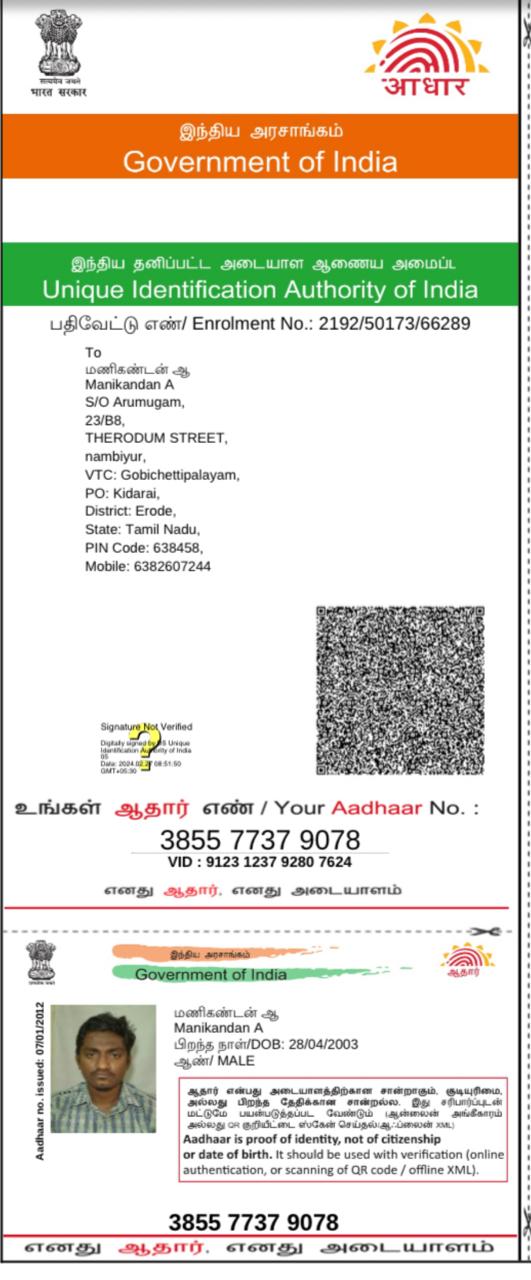 सत्यमेव जयते
भारत सरकार
आधार
இந்திய அரசாங்கம்
Government of India
இந்திய தனிப்பட்ட அடையாள ஆணைய அமைப்ட
Unique Identification Authority of India
பதிவேட்டு எண்/ Enrolment No.: 2192/50173/66289
To
மணிகண்டன் ஆ
Manikandan A
S/O Arumugam,
23/B8,
THERODUM STREET,
nambiyur,
VTC: Gobichettipalayam,
PO: Kidarai,
District: Erode,
State: Tamil Nadu,
PIN Code: 638458,
Mobile: 6382607244
Signature Not Verified
Digitally signed by DS Unique
Identification Authority of India
05
Date: 2024.02.27 08:51:50
GMT+05:30
உங்கள் ஆதார் எண் / Your Aadhaar No. :
3855 7737 9078
VID : 9123 1237 9280 7624
எனது ஆதார், எனது அடையாளம்
இந்திய அரசாங்கம்
Government of India
ஆதார்
Aadhaar no. issued: 07/01/2012
மணிகண்டன் ஆ
Manikandan A
பிறந்த நாள்/DOB: 28/04/2003
ஆண்/ MALE
ஆதார் என்பது அடையாளத்திற்கான சான்றாகும், குடியுரிமை,
அல்லது பிறந்த தேதிக்கான சான்றல்ல. இது சரிபார்ப்புடன்
மட்டுமே பயன்படுத்தப்பட வேண்டும் (ஆன்லைன் அங்கீகாரம்
அல்லது QR குறியீட்டை ஸ்கேன் செய்தல்/ஆஃப்லைன் XML)
Aadhaar is proof of identity, not of citizenship
or date of birth. It should be used with verification (online
authentication, or scanning of QR code / offline XML).
3855 7737 9078
எனது ஆதார், எனது அடையாளம்